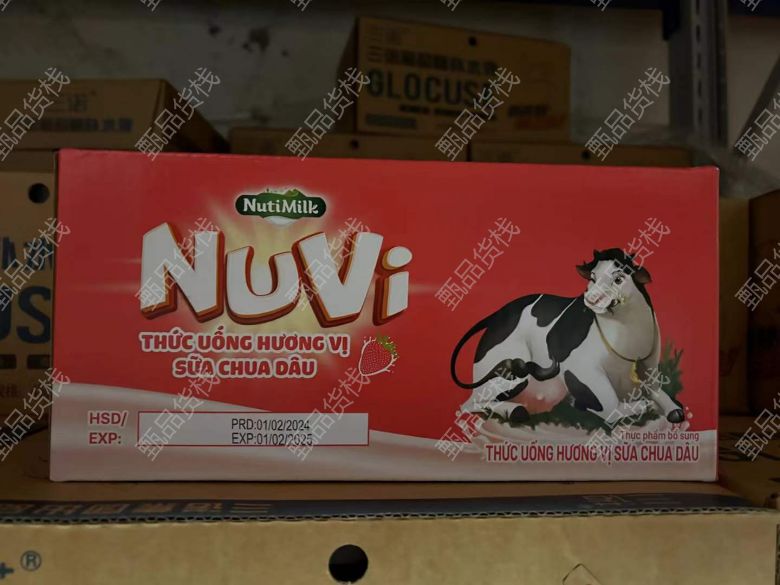 GLOCUS
NutiMilk
NUVi
THỨC UỐNG HƯƠNG VỊ
SỮA CHUA DÂU
HSD/
EXP:
PRD:01/02/2024
EXP:01/02/2025
Thực phẩm bổ sung
THỨC UỐNG HƯƠNG VỊ SỮA CHUA DÂU
甄品货栈